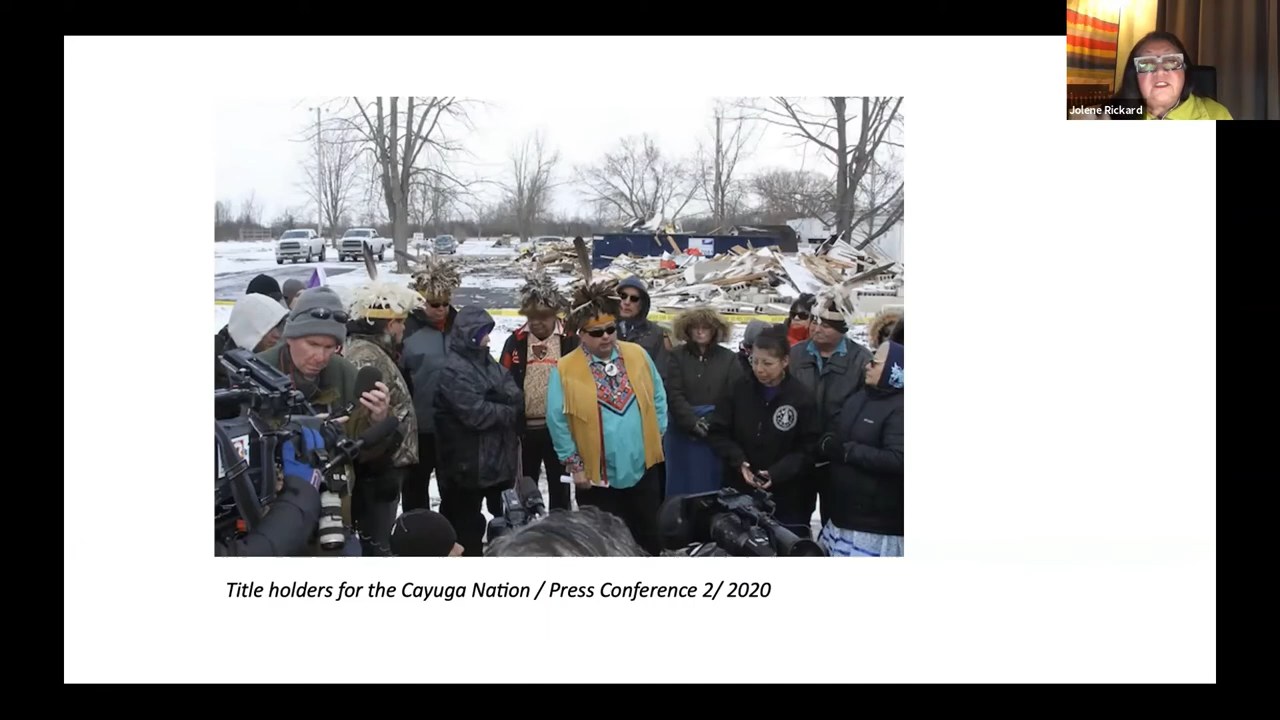 Jolene Rickard
Title holders for the Cayuga Nation / Press Conference 2/ 2020